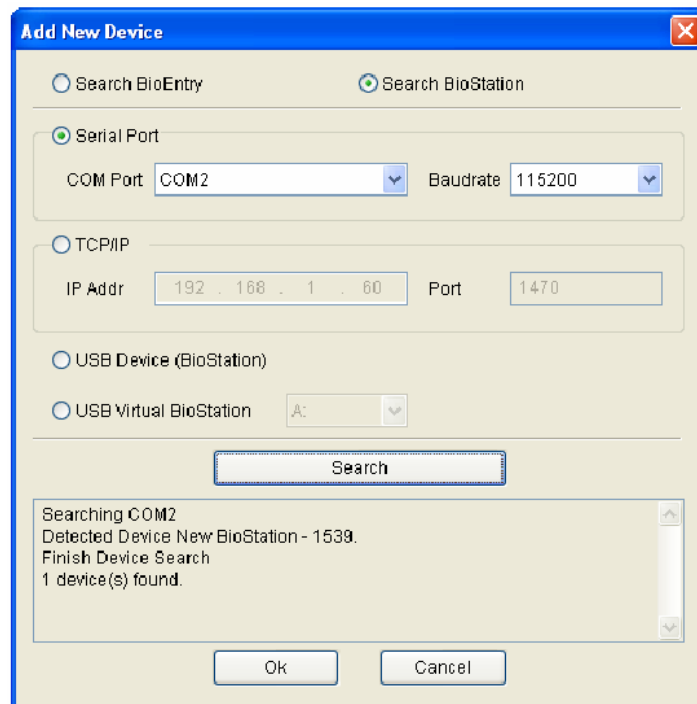 Add New Device
Search BioEntry Search BioStation
Serial Port
COM Port COM2 Baudrate 115200
TCP/IP
IP Addr 192 . 168 . 1 . 60 Port 1470
USB Device (BioStation)
USB Virtual BioStation A:
Search
Searching COM2
Detected Device New BioStation - 1539.
Finish Device Search
1 device(s) found.
Ok Cancel